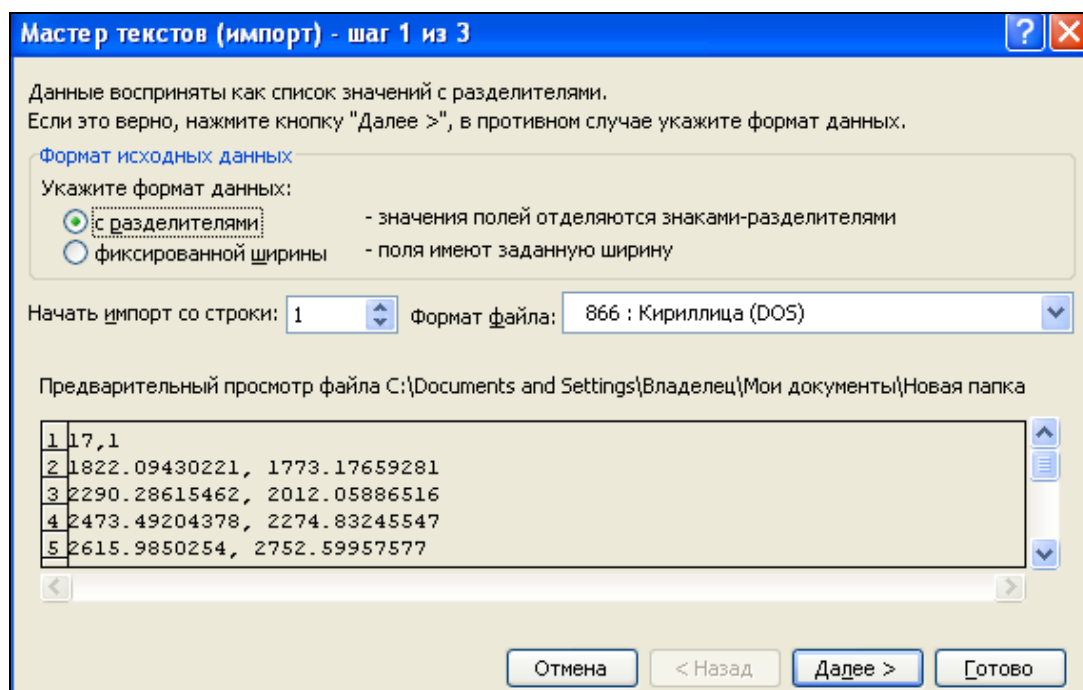 Мастер текстов (импорт) - шаг 1 из 3
Данные восприняты как список значений с разделителями.
Если это верно, нажмите кнопку "Далее >", в противном случае укажите формат данных.
Формат исходных данных
Укажите формат данных:
с разделителями - значения полей отделяются знаками-разделителями
фиксированной ширины - поля имеют заданную ширину
Начать импорт со строки: 1 Формат файла: 866 : Кириллица (DOS)
Предварительный просмотр файла C:\Documents and Settings\Владелец\Мои документы\Новая папка
1 17,1
2 1822.09430221, 1773.17659281
3 2290.28615462, 2012.05886516
4 2473.49204378, 2274.83245547
5 2615.9850254, 2752.59957577
Отмена < Назад Далее > Готово